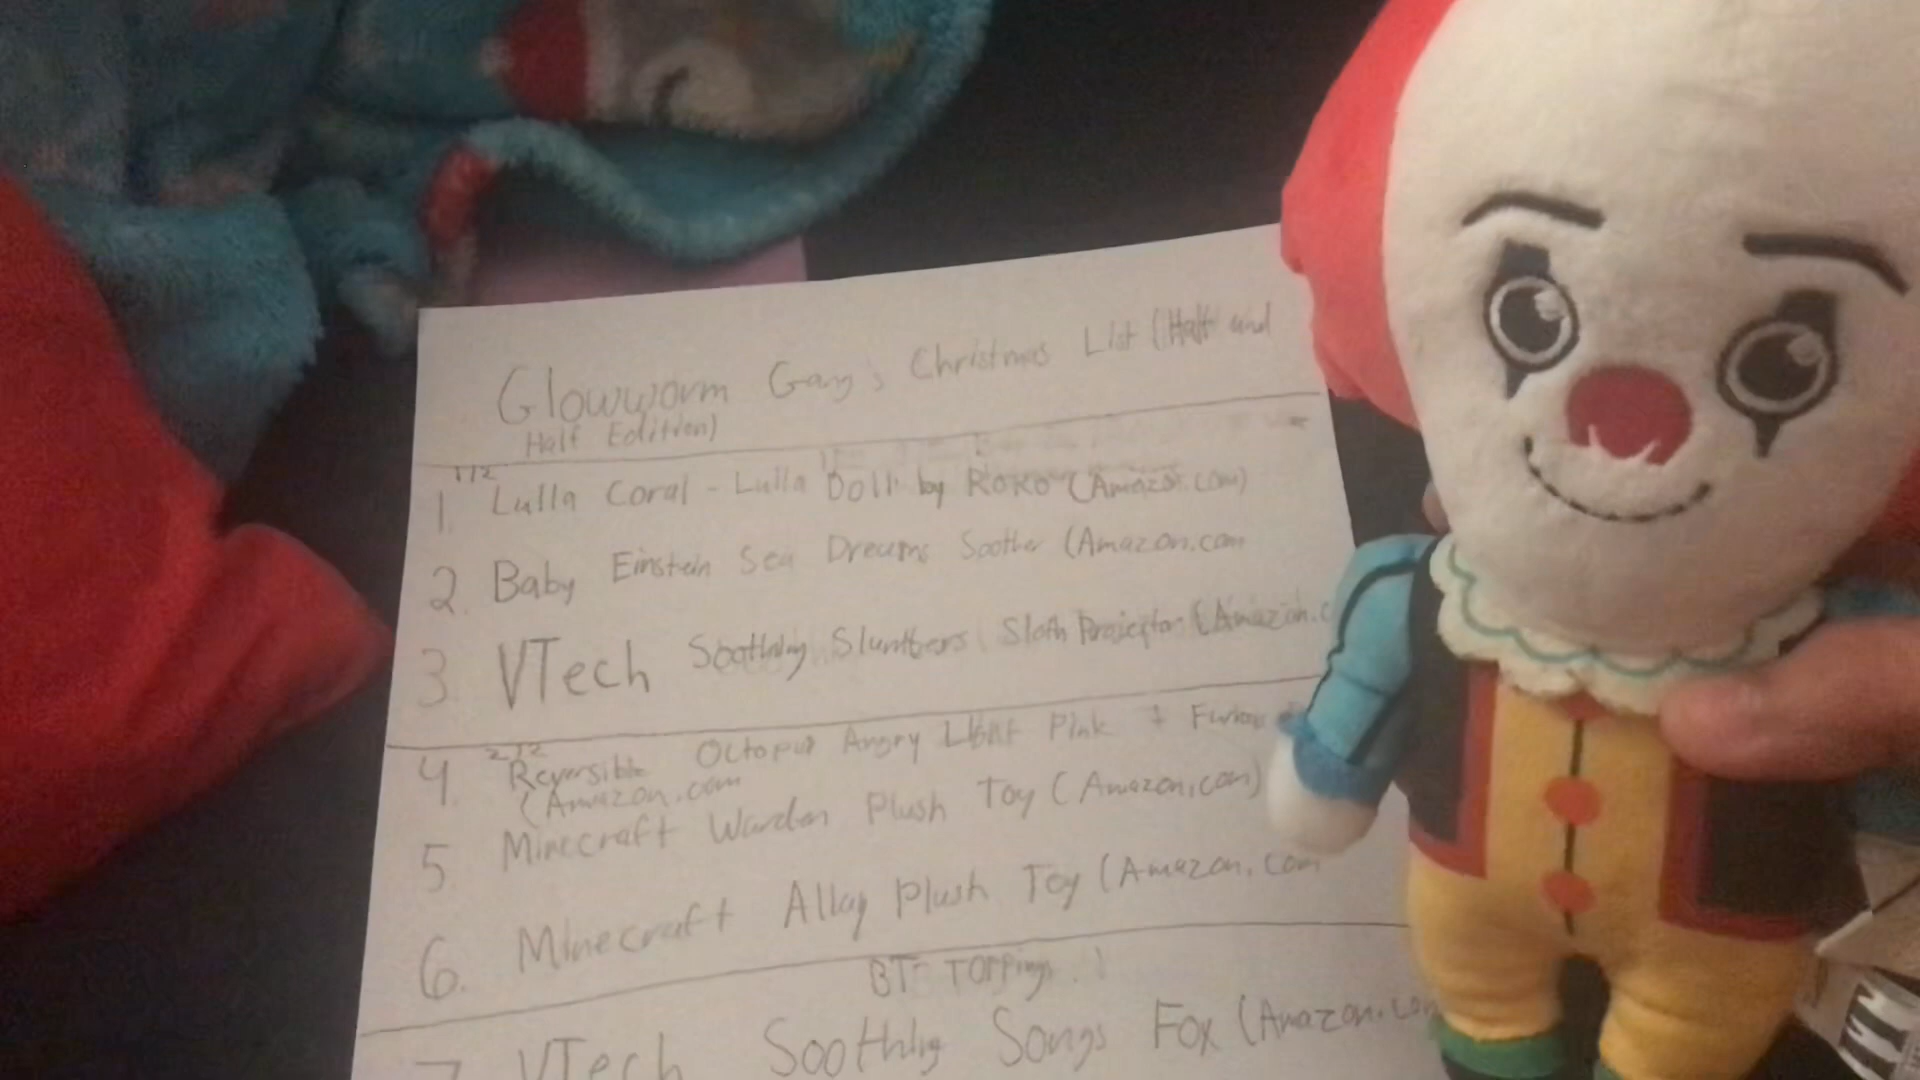 Glowworm Gang's Christmas List (Half and
Half Edition)
1/2
1. Lulla Coral - Lulla Doll by Roko (Amazon.com)
2. Baby Einstein Sea Dreams Soother (Amazon.com
3 VTech Soothing Slumbers Sloth Projector (Amazon.c
2/2
4. Reversible Octopus Angry Light Pink +
(Amazon.com
5 Minecraft Warden Plush Toy (Amazon.com)
6. Minecraft Allay Plush Toy (Amazon.com
BT Toppings
7 VTech Soothing Songs Fox (Amazon.com